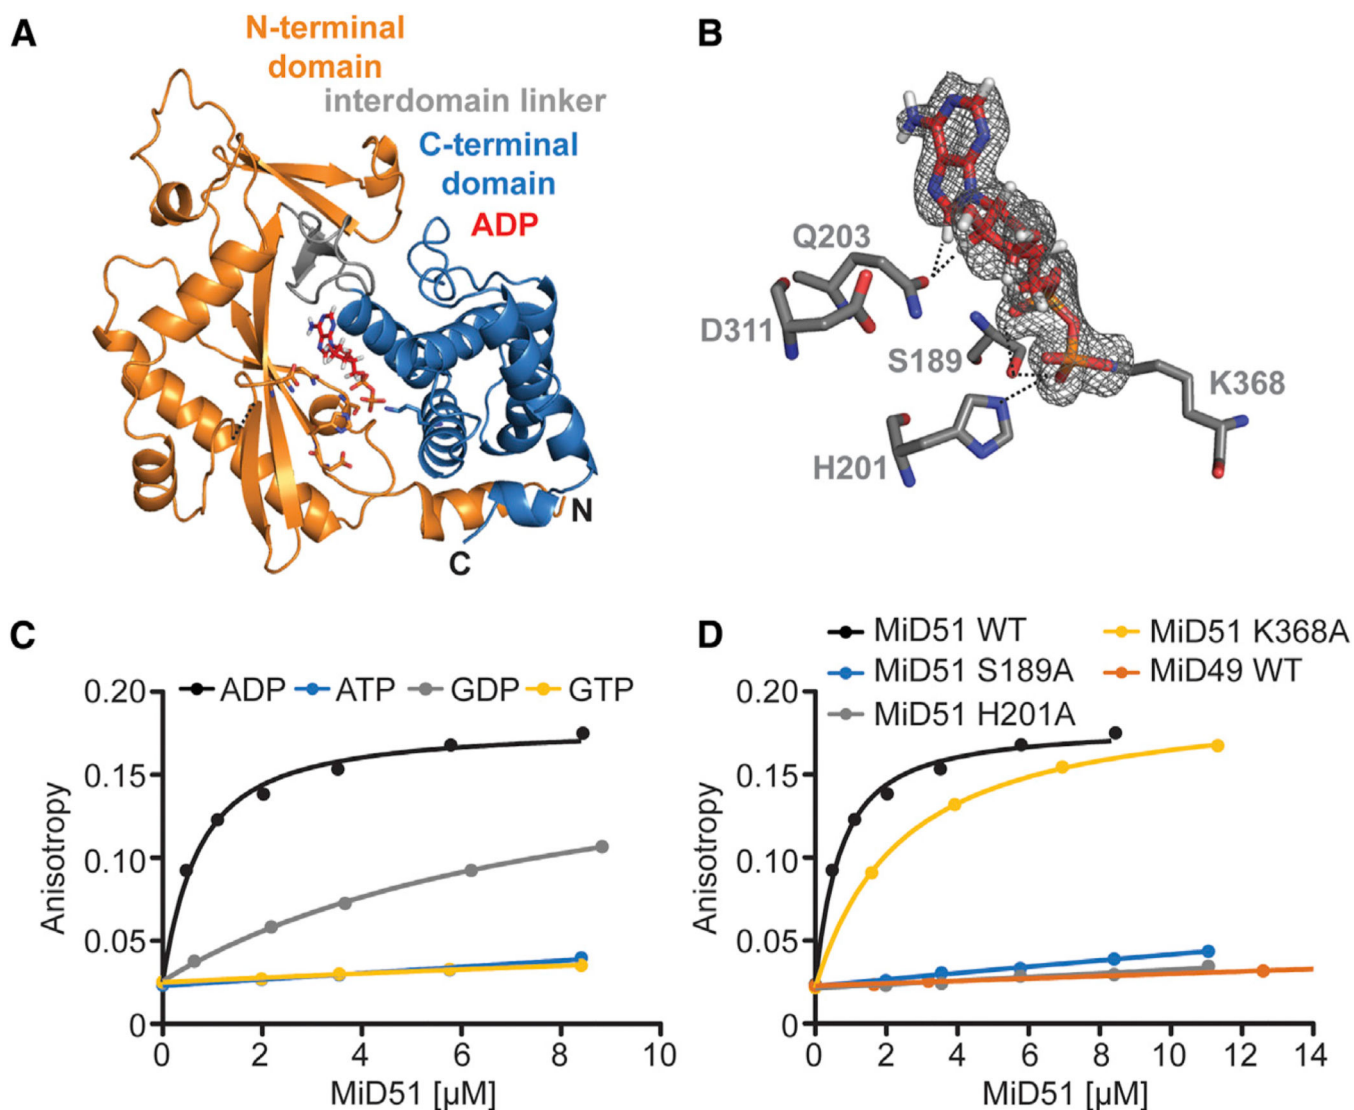 A
N-terminal
domain
interdomain linker
C-terminal
domain
ADP
N
C
B
Q203
D311
S189
K368
H201
C
ADP ATP GDP GTP
0.20
0.15
0.10
0.05
0
Anisotropy
0 2 4 6 8 10
MiD51 [µM]
D
MiD51 WT MiD51 K368A
MiD51 S189A MiD49 WT
MiD51 H201A
0.20
0.15
0.10
0.05
0
Anisotropy
0 2 4 6 8 10 12 14
MiD51 [µM]